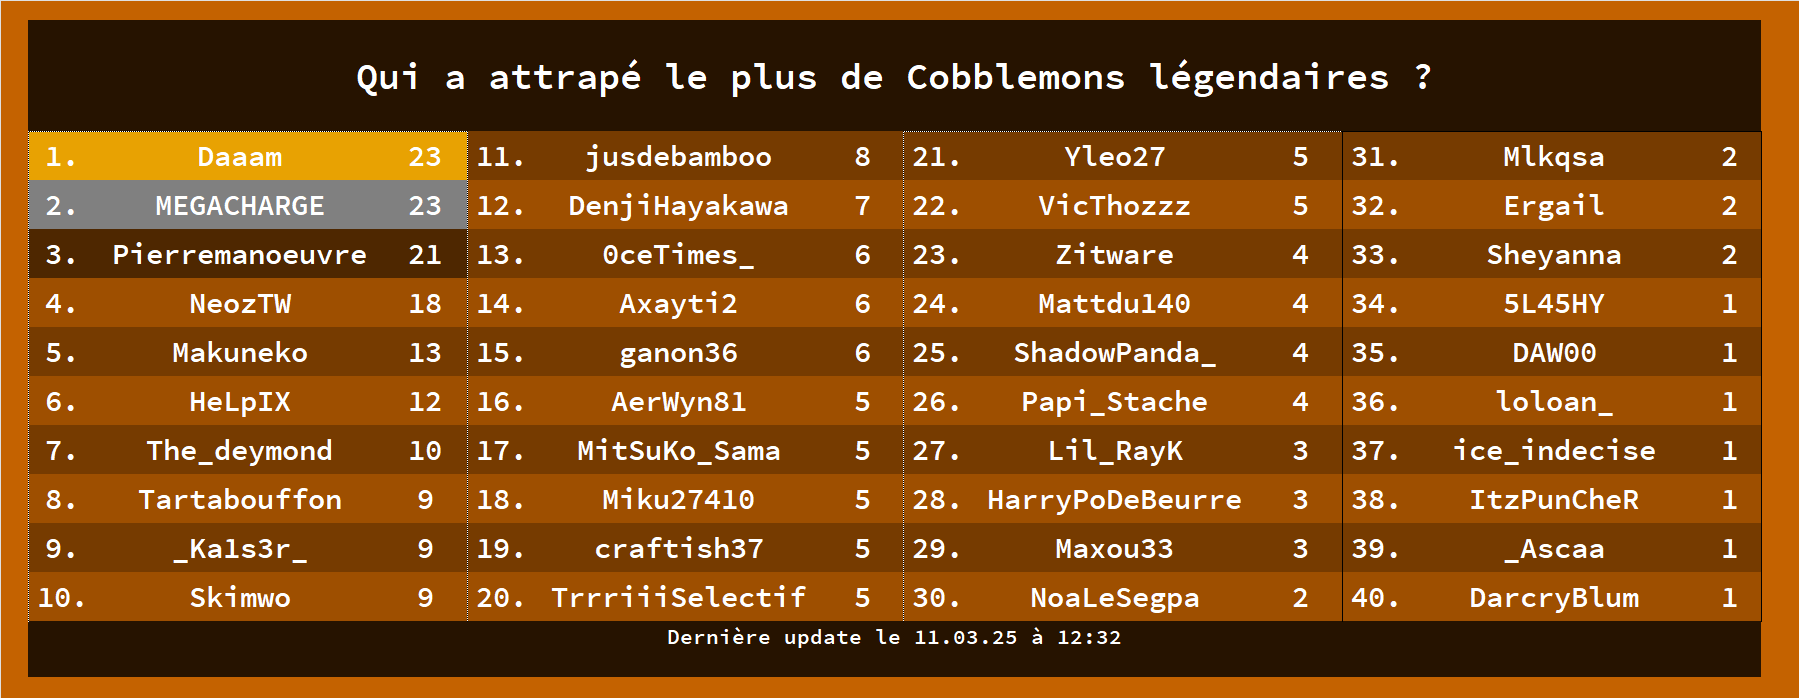 Qui a attrapé le plus de Cobblemons légendaires ?
1. Daaam 23
2. MEGACHARGE 23
3. Pierremanoeuvre 21
4. NeozTW 18
5. Makuneko 13
6. HeLpIX 12
7. The_deymond 10
8. Tartabouffon 9
9. _Ka1s3r_ 9
10. Skimwo 9
11. jusdebamboo 8
12. DenjiHayakawa 7
13. 0ceTimes_ 6
14. Axayti2 6
15. ganon36 6
16. AerWyn81 5
17. MitSuKo_Sama 5
18. Miku27410 5
19. craftish37 5
20. TrrriiiSelectif 5
21. Yleo27 5
22. VicThozzz 5
23. Zitware 4
24. Mattdu140 4
25. ShadowPanda_ 4
26. Papi_Stache 4
27. Lil_RayK 3
28. HarryPoDeBeurre 3
29. Maxou33 3
30. NoaLeSegpa 2
31. Mlkqsa 2
32. Ergail 2
33. Sheyanna 2
34. 5L45HY 1
35. DAW00 1
36. loloan_ 1
37. ice_indecise 1
38. ItzPunCheR 1
39. _Ascaa 1
40. DarcryBlum 1
Dernière update le 11.03.25 à 12:32